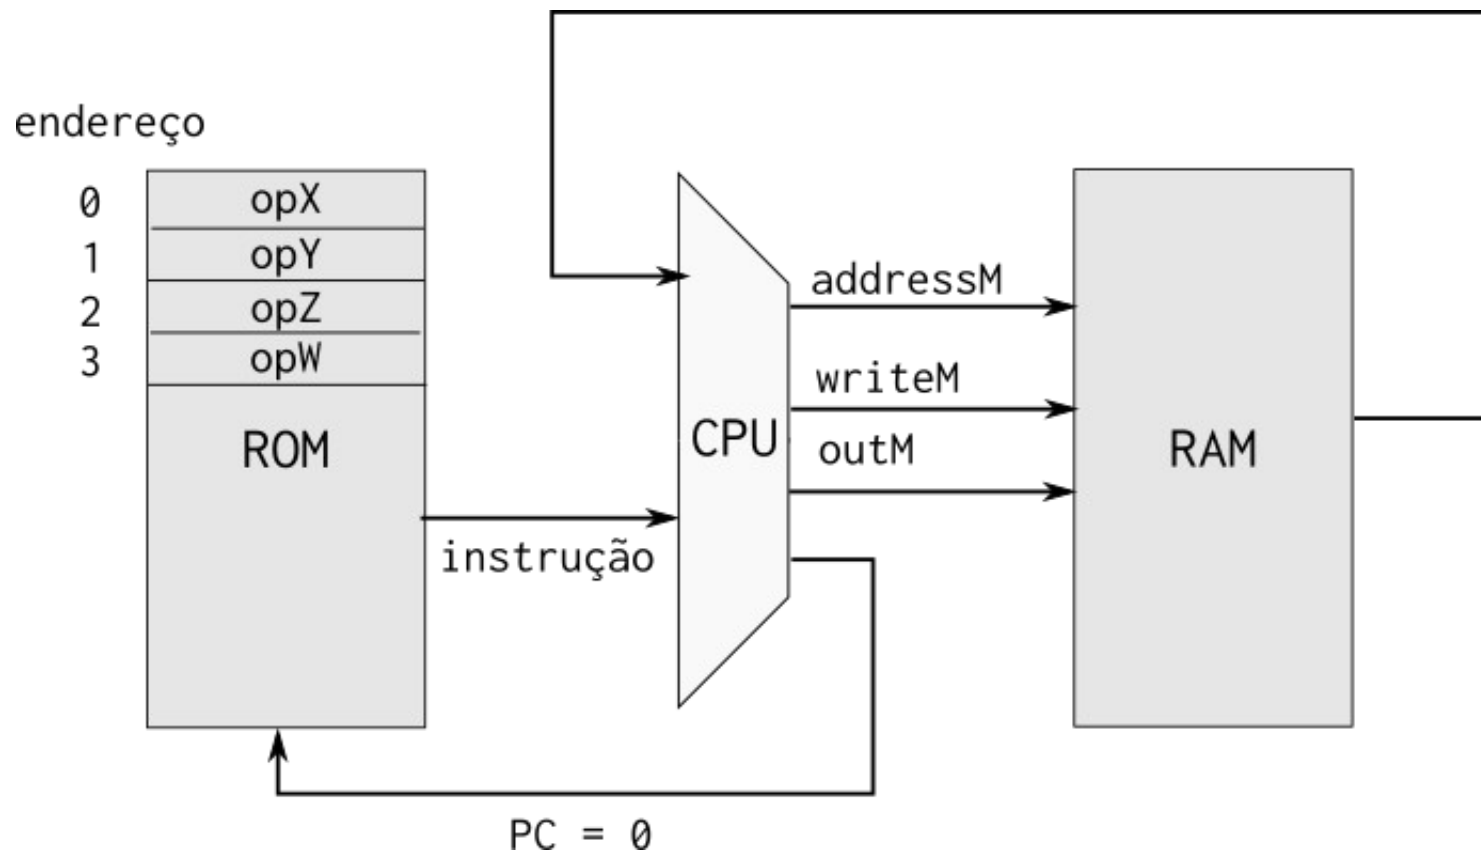 endereço
0 opX
1 opY
2 opZ
3 opW
ROM
instrução
CPU
addressM
writeM
outM
RAM
PC = 0